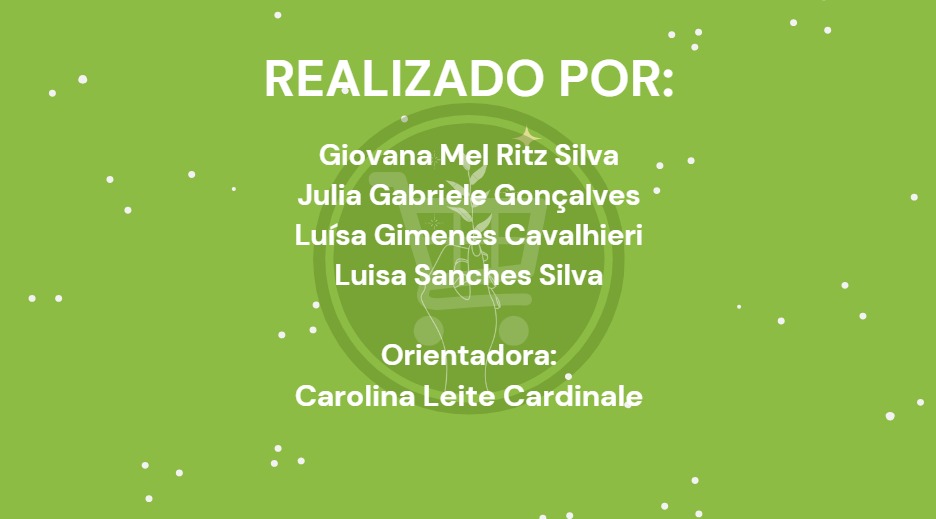 REALIZADO POR:
Giovana Mel Ritz Silva
Julia Gabriele Gonçalves
Luísa Gimenes Cavalhieri
Luisa Sanches Silva
Orientadora:
Carolina Leite Cardinale